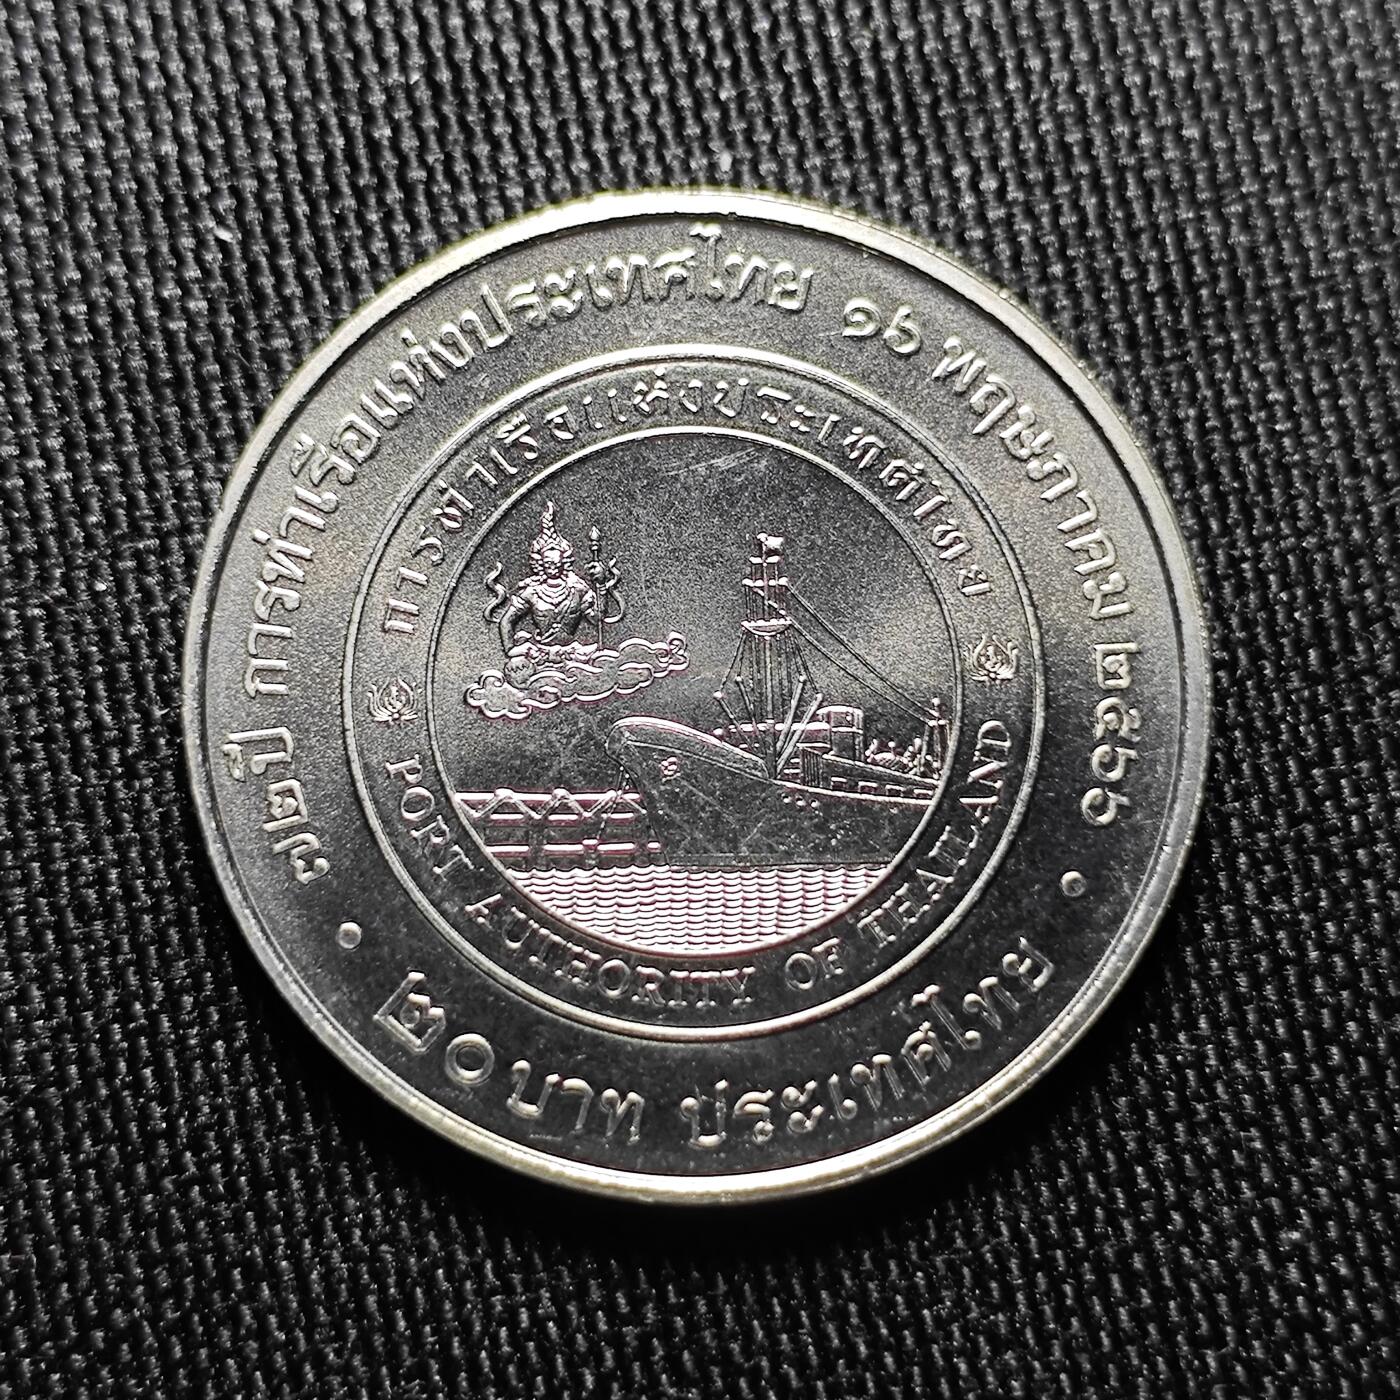 ๗๒ ปี การท่าเรือแห่งประเทศไทย ๑๖ พฤษภาคม ๒๕๖๖
การท่าเรือแห่งประเทศไทย
PORT AUTHORITY OF THAILAND
๒๐ บาท ประเทศไทย